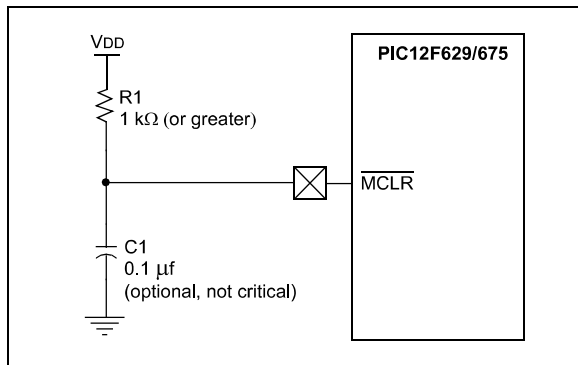 VDD
PIC12F629/675
R1
1 kΩ (or greater)
MCLR
C1
0.1 μf
(optional, not critical)